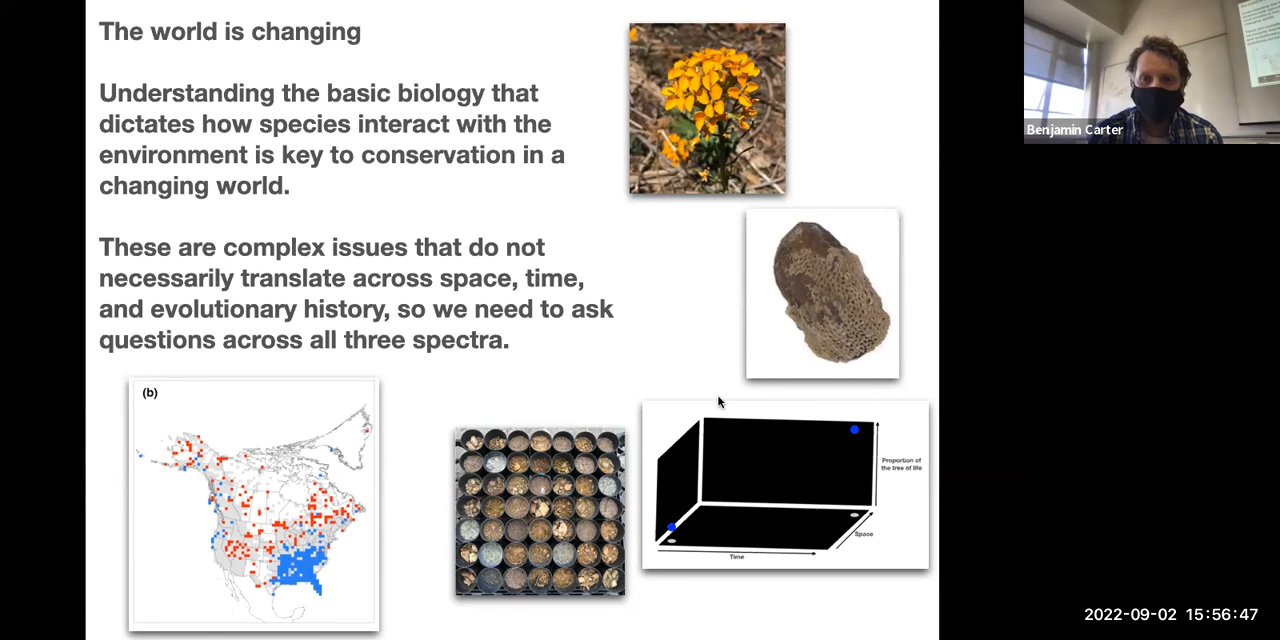 The world is changing
Understanding the basic biology that
dictates how species interact with the
environment is key to conservation in a
changing world.
These are complex issues that do not
necessarily translate across space, time,
and evolutionary history, so we need to ask
questions across all three spectra.
(b)
Proportion of
the tree of life
Space
Time
Benjamin Carter
2022-09-02 15:56:47